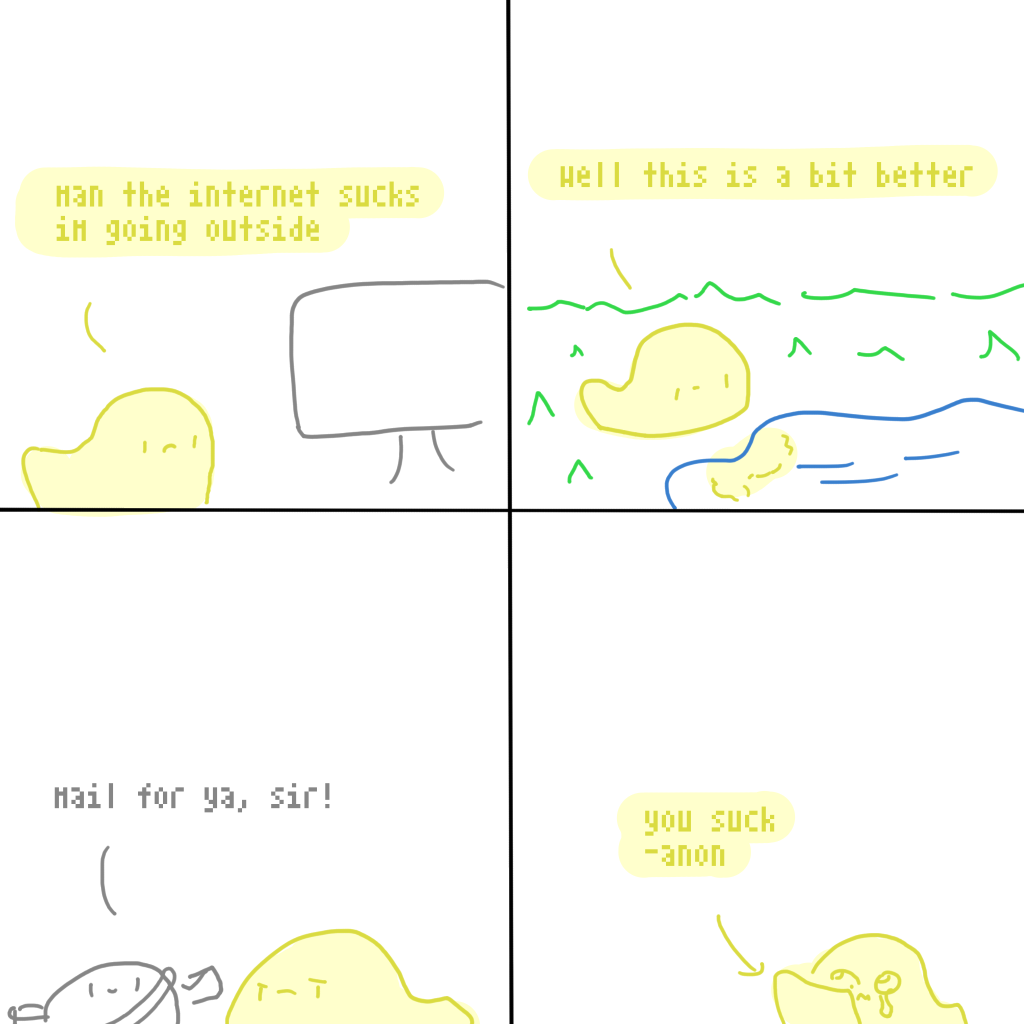 Man the internet sucks
im going outside
Well this is a bit better
Mail for ya, sir!
you suck
-anon